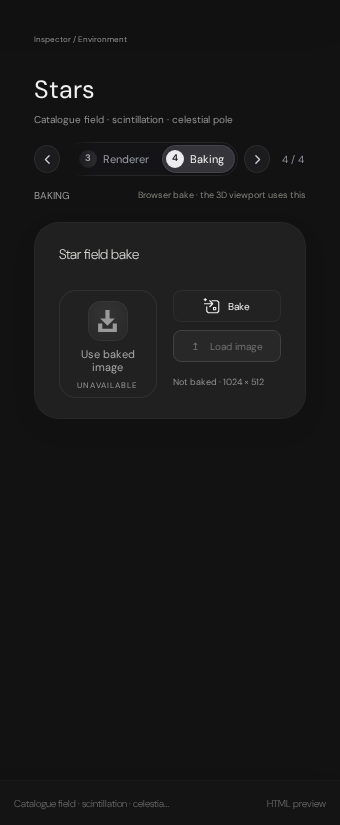 Inspector / Environment
Stars
Catalogue field · scintillation · celestial pole
3 Renderer 4 Baking 4 / 4
BAKING Browser bake · the 3D viewport uses this
Star field bake
Use baked
image
UNAVAILABLE
Bake
Load image
Not baked · 1024 × 512
Catalogue field · scintillation · celestia... HTML preview